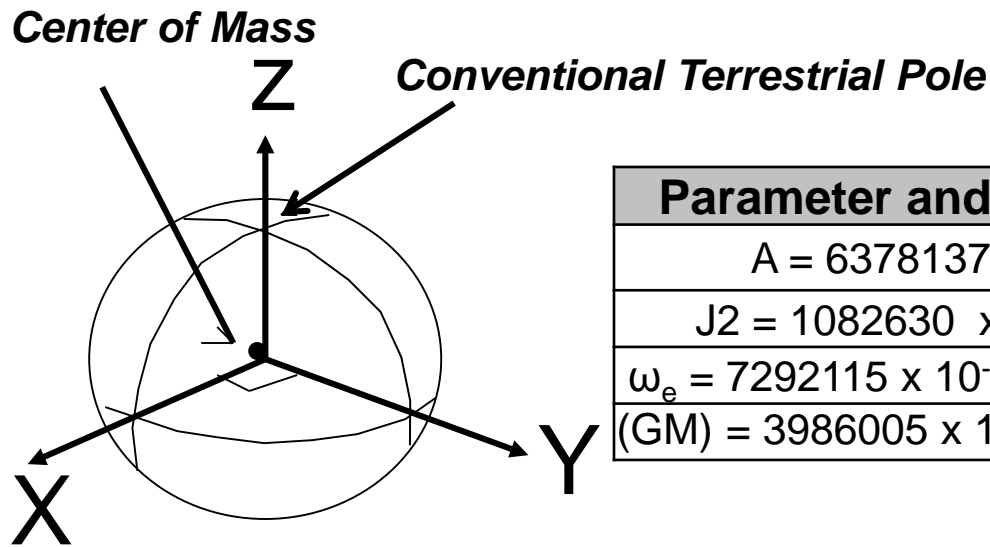 Center of Mass
Z
Conventional Terrestrial Pole
Parameter and
A = 6378137
J2 = 1082630 x
ωₑ = 7292115 x 10⁻
(GM) = 3986005 x 1
X
Y